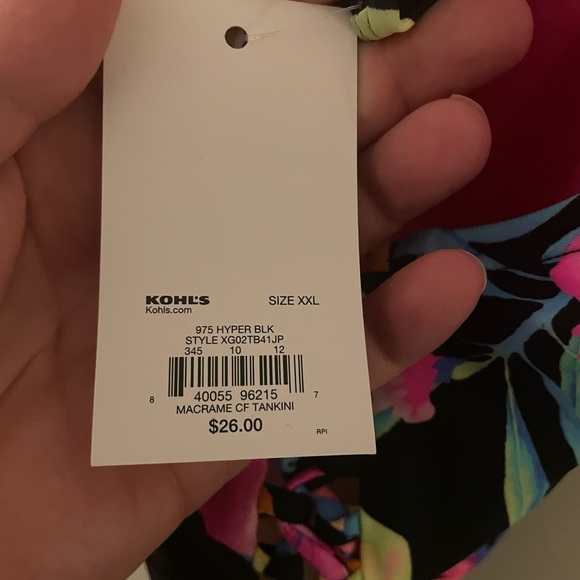 KOHL'S SIZE XXL
Kohls.com
975 HYPER BLK
STYLE XG02TB41JP
345 10 12
8 40055 96215 7
MACRAME CF TANKINI
$26.00
RPI